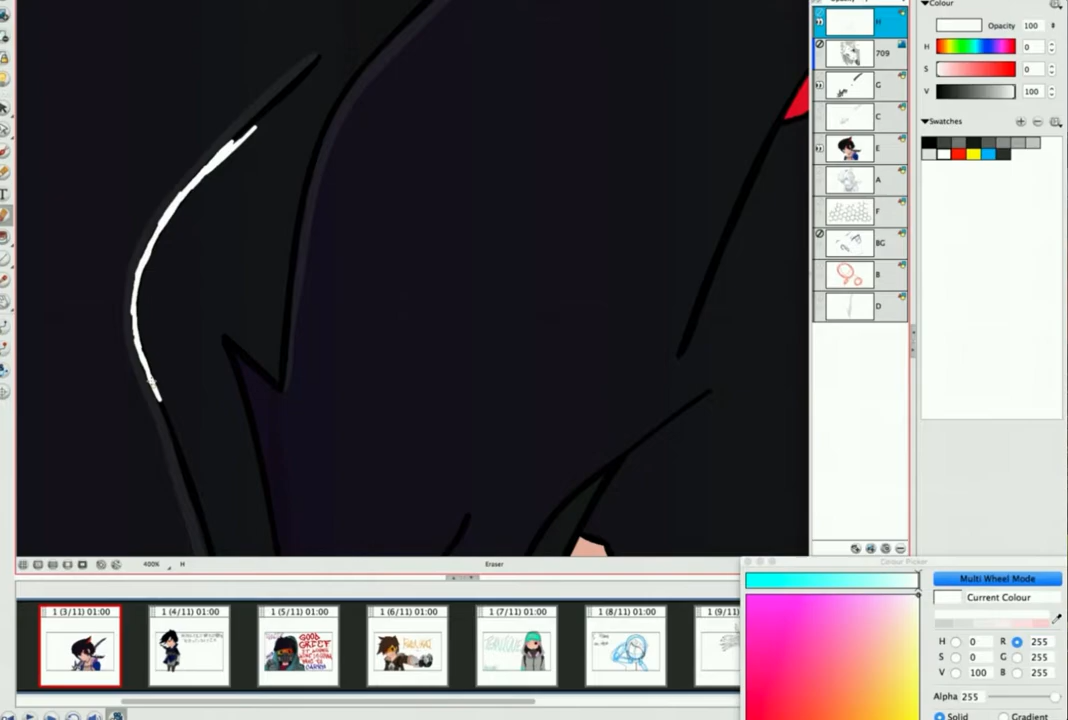 Colour
Opacity 100
H 0
S 0
V 100
Swatches
H
709
G
C
E
A
F
BG
B
D
T
400% H Eraser
Colour Picker
Multi Wheel Mode
Current Colour
H 0 R 255
S 0 G 255
V 100 B 255
Alpha 255
Solid Gradient
1 (3/11) 01:00
1 (4/11) 01:00
1 (5/11) 01:00
1 (6/11) 01:00
1 (7/11) 01:00
1 (8/11) 01:00
1 (9/11)
GOOD
GRIEF